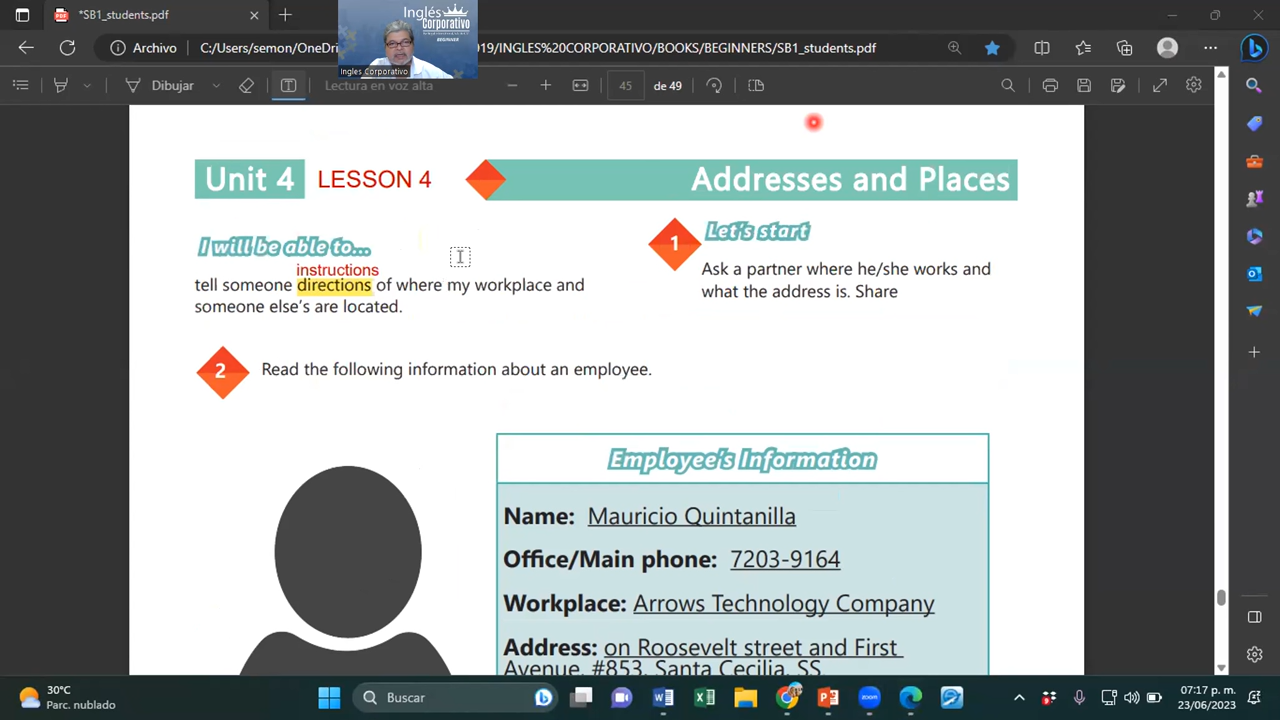 *SB1_students.pdf
Inglés
Corporativo
BEGINNER
Ingles Corporativo
Archivo
C:/Users/semon/OneDri
019/INGLES%20CORPORATIVO/BOOKS/BEGINNERS/SB1_students.pdf
Dibujar
Lectura en voz alta
45
de 49
Unit 4
LESSON 4
Addresses and Places
I will be able to...
instructions
tell someone directions of where my workplace and
someone else's are located.
1
Let's start
Ask a partner where he/she works and
what the address is. Share
2
Read the following information about an employee.
Employee's Information
Name: Mauricio Quintanilla
Office/Main phone: 7203-9164
Workplace: Arrows Technology Company
Address: on Roosevelt street and First
Avenue, #853, Santa Cecilia, SS
30°C
Parc. nublado
Buscar
07:17 p. m.
23/06/2023